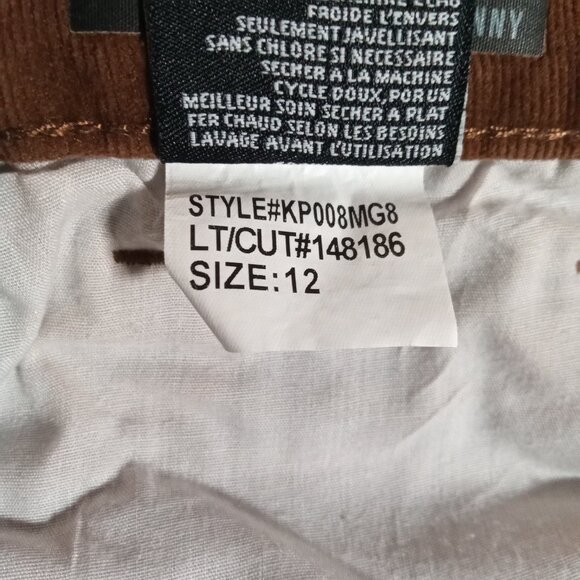 FROIDE L'ENVERS
SEULEMENT JAVELLISANT
SANS CHLORE SI NECESSAIRE
SECHER A LA MACHINE
CYCLE DOUX, POR UN
MEILLEUR SOIN SECHER A PLAT
FER CHAUD SELON LES BESOINS
LAVAGE AVANT L'UTILISATION
NNY
STYLE#KP008MG8
LT/CUT#148186
SIZE:12